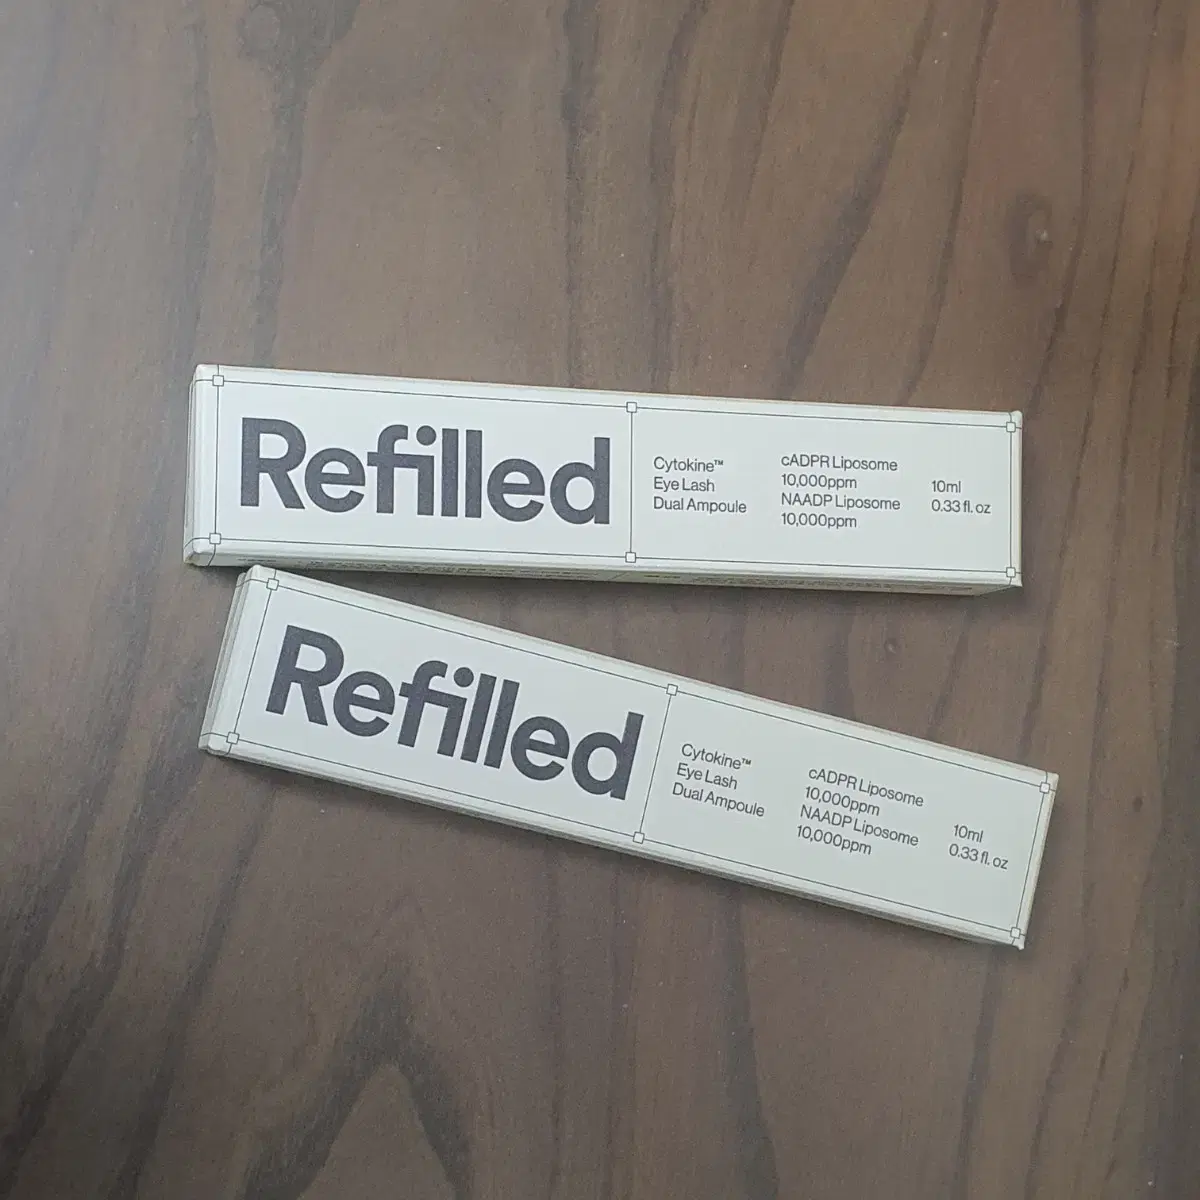 Refilled
Cytokine™
Eye Lash
Dual Ampoule
cADPR Liposome
10,000ppm
NAADP Liposome
10,000ppm
10ml
0.33 fl. oz
Refilled
Cytokine™
Eye Lash
Dual Ampoule
cADPR Liposome
10,000ppm
NAADP Liposome
10,000ppm
10ml
0.33 fl. oz